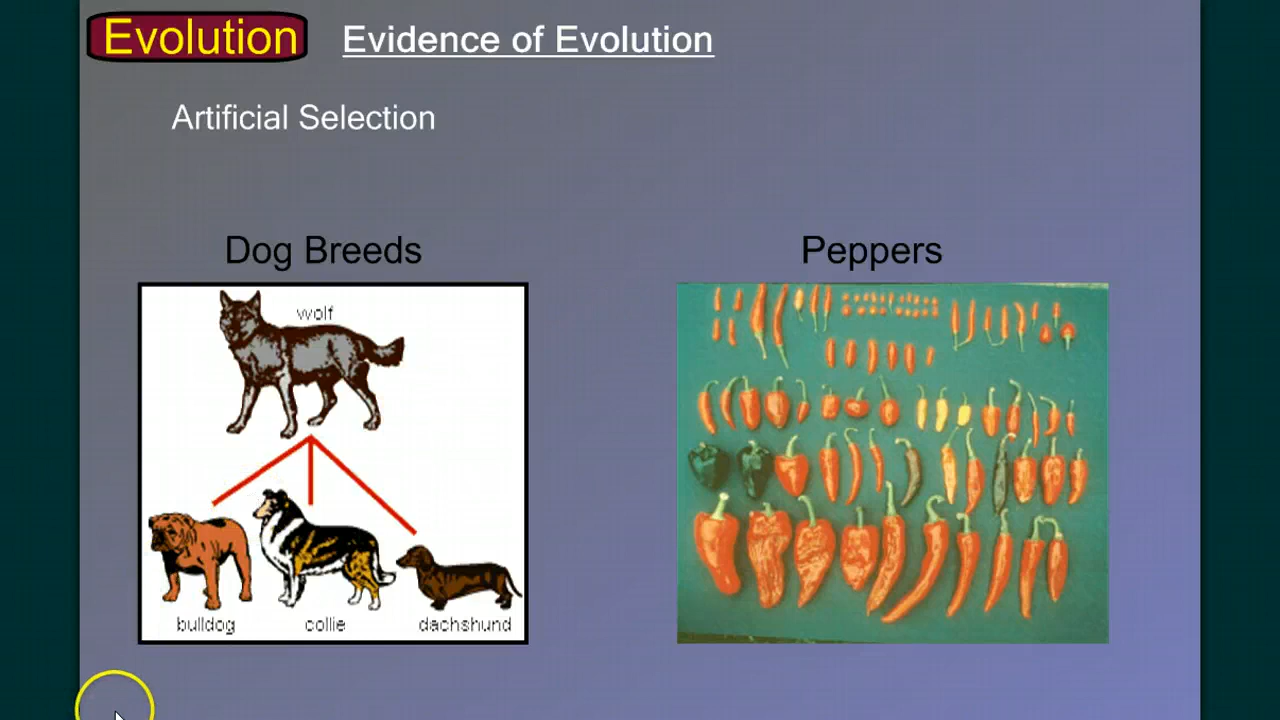 Evolution
Evidence of Evolution
Artificial Selection
Dog Breeds
Peppers
wolf
bulldog
collie
dachshund